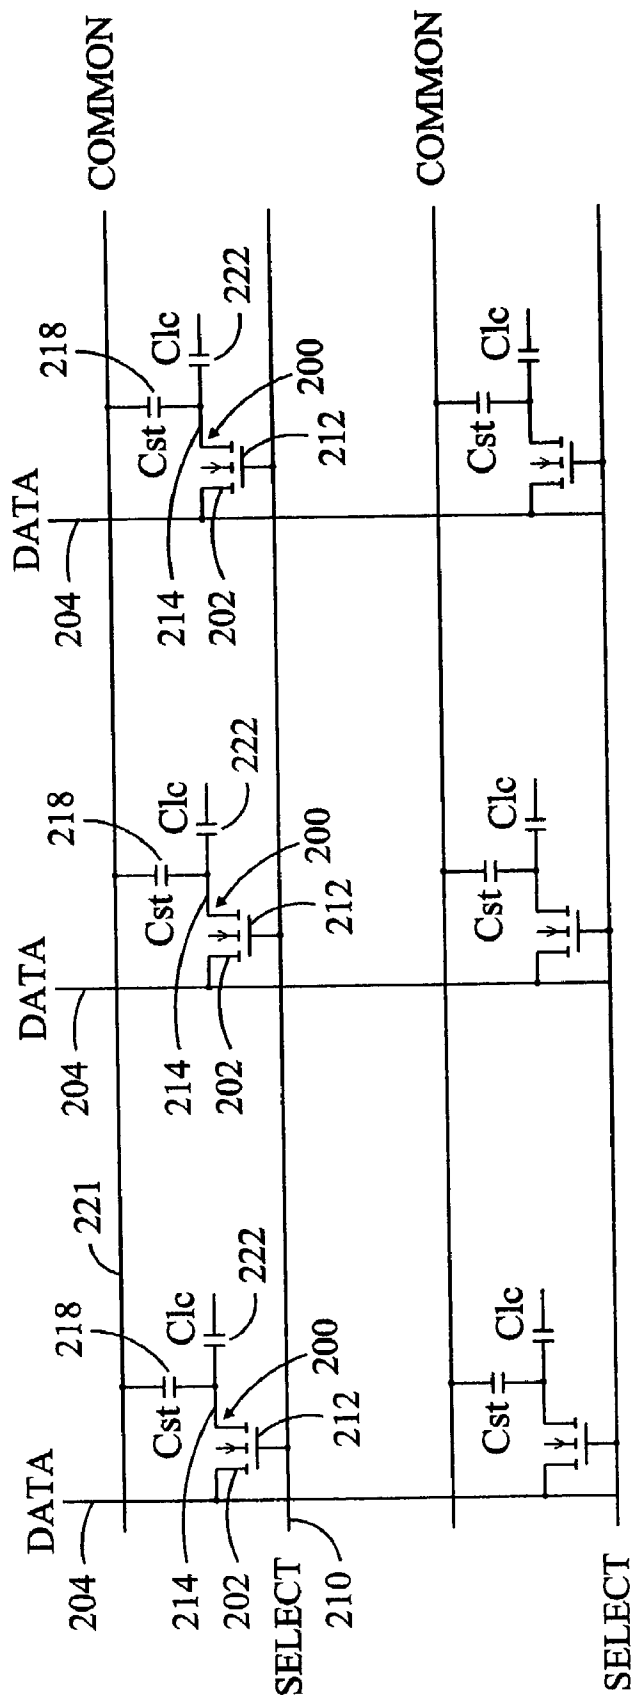 DATA DATA DATA
204 218 204 218 204 218
221 COMMON
Cst Clc Cst Clc Cst Clc
214 214 214
202 222 202 222 202 222
SELECT
200 200 200
210 212 212 212
COMMON
Cst Clc Cst Clc Cst Clc
SELECT